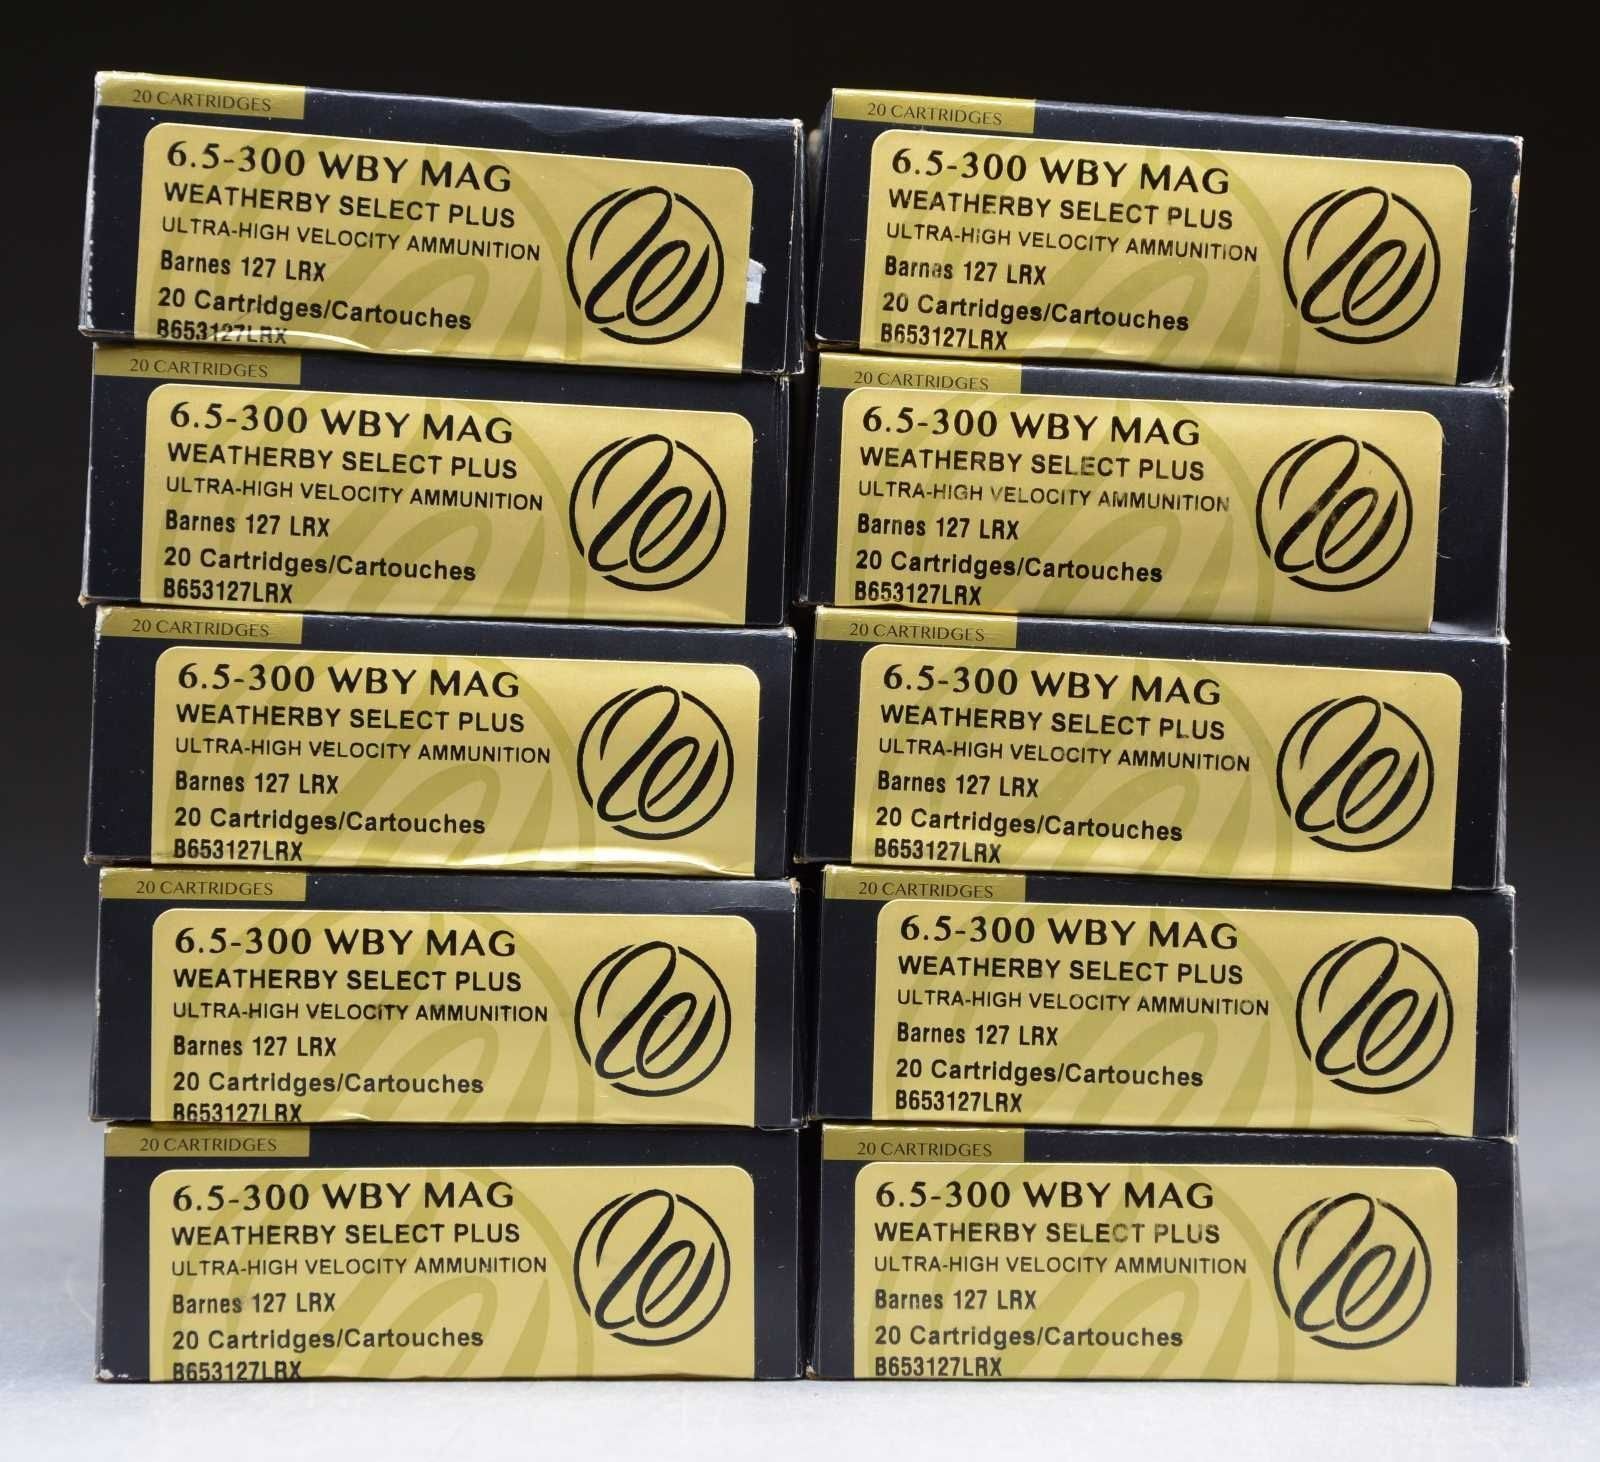 20 CARTRIDGES
6.5-300 WBY MAG
WEATHERBY SELECT PLUS
ULTRA-HIGH VELOCITY AMMUNITION
Barnes 127 LRX
20 Cartridges/Cartouches
B653127LRX
20 CARTRIDGES
6.5-300 WBY MAG
WEATHERBY SELECT PLUS
ULTRA-HIGH VELOCITY AMMUNITION
Barnes 127 LRX
20 Cartridges/Cartouches
B653127LRX
20 CARTRIDGES
6.5-300 WBY MAG
WEATHERBY SELECT PLUS
ULTRA-HIGH VELOCITY AMMUNITION
Barnes 127 LRX
20 Cartridges/Cartouches
B653127LRX
20 CARTRIDGES
6.5-300 WBY MAG
WEATHERBY SELECT PLUS
ULTRA-HIGH VELOCITY AMMUNITION
Barnes 127 LRX
20 Cartridges/Cartouches
B653127LRX
20 CARTRIDGES
6.5-300 WBY MAG
WEATHERBY SELECT PLUS
ULTRA-HIGH VELOCITY AMMUNITION
Barnes 127 LRX
20 Cartridges/Cartouches
B653127LRX
20 CARTRIDGES
6.5-300 WBY MAG
WEATHERBY SELECT PLUS
ULTRA-HIGH VELOCITY AMMUNITION
Barnes 127 LRX
20 Cartridges/Cartouches
B653127LRX
20 CARTRIDGES
6.5-300 WBY MAG
WEATHERBY SELECT PLUS
ULTRA-HIGH VELOCITY AMMUNITION
Barnes 127 LRX
20 Cartridges/Cartouches
B653127LRX
20 CARTRIDGES
6.5-300 WBY MAG
WEATHERBY SELECT PLUS
ULTRA-HIGH VELOCITY AMMUNITION
Barnes 127 LRX
20 Cartridges/Cartouches
B653127LRX
20 CARTRIDGES
6.5-300 WBY MAG
WEATHERBY SELECT PLUS
ULTRA-HIGH VELOCITY AMMUNITION
Barnes 127 LRX
20 Cartridges/Cartouches
B653127LRX
20 CARTRIDGES
6.5-300 WBY MAG
WEATHERBY SELECT PLUS
ULTRA-HIGH VELOCITY AMMUNITION
Barnes 127 LRX
20 Cartridges/Cartouches
B653127LRX